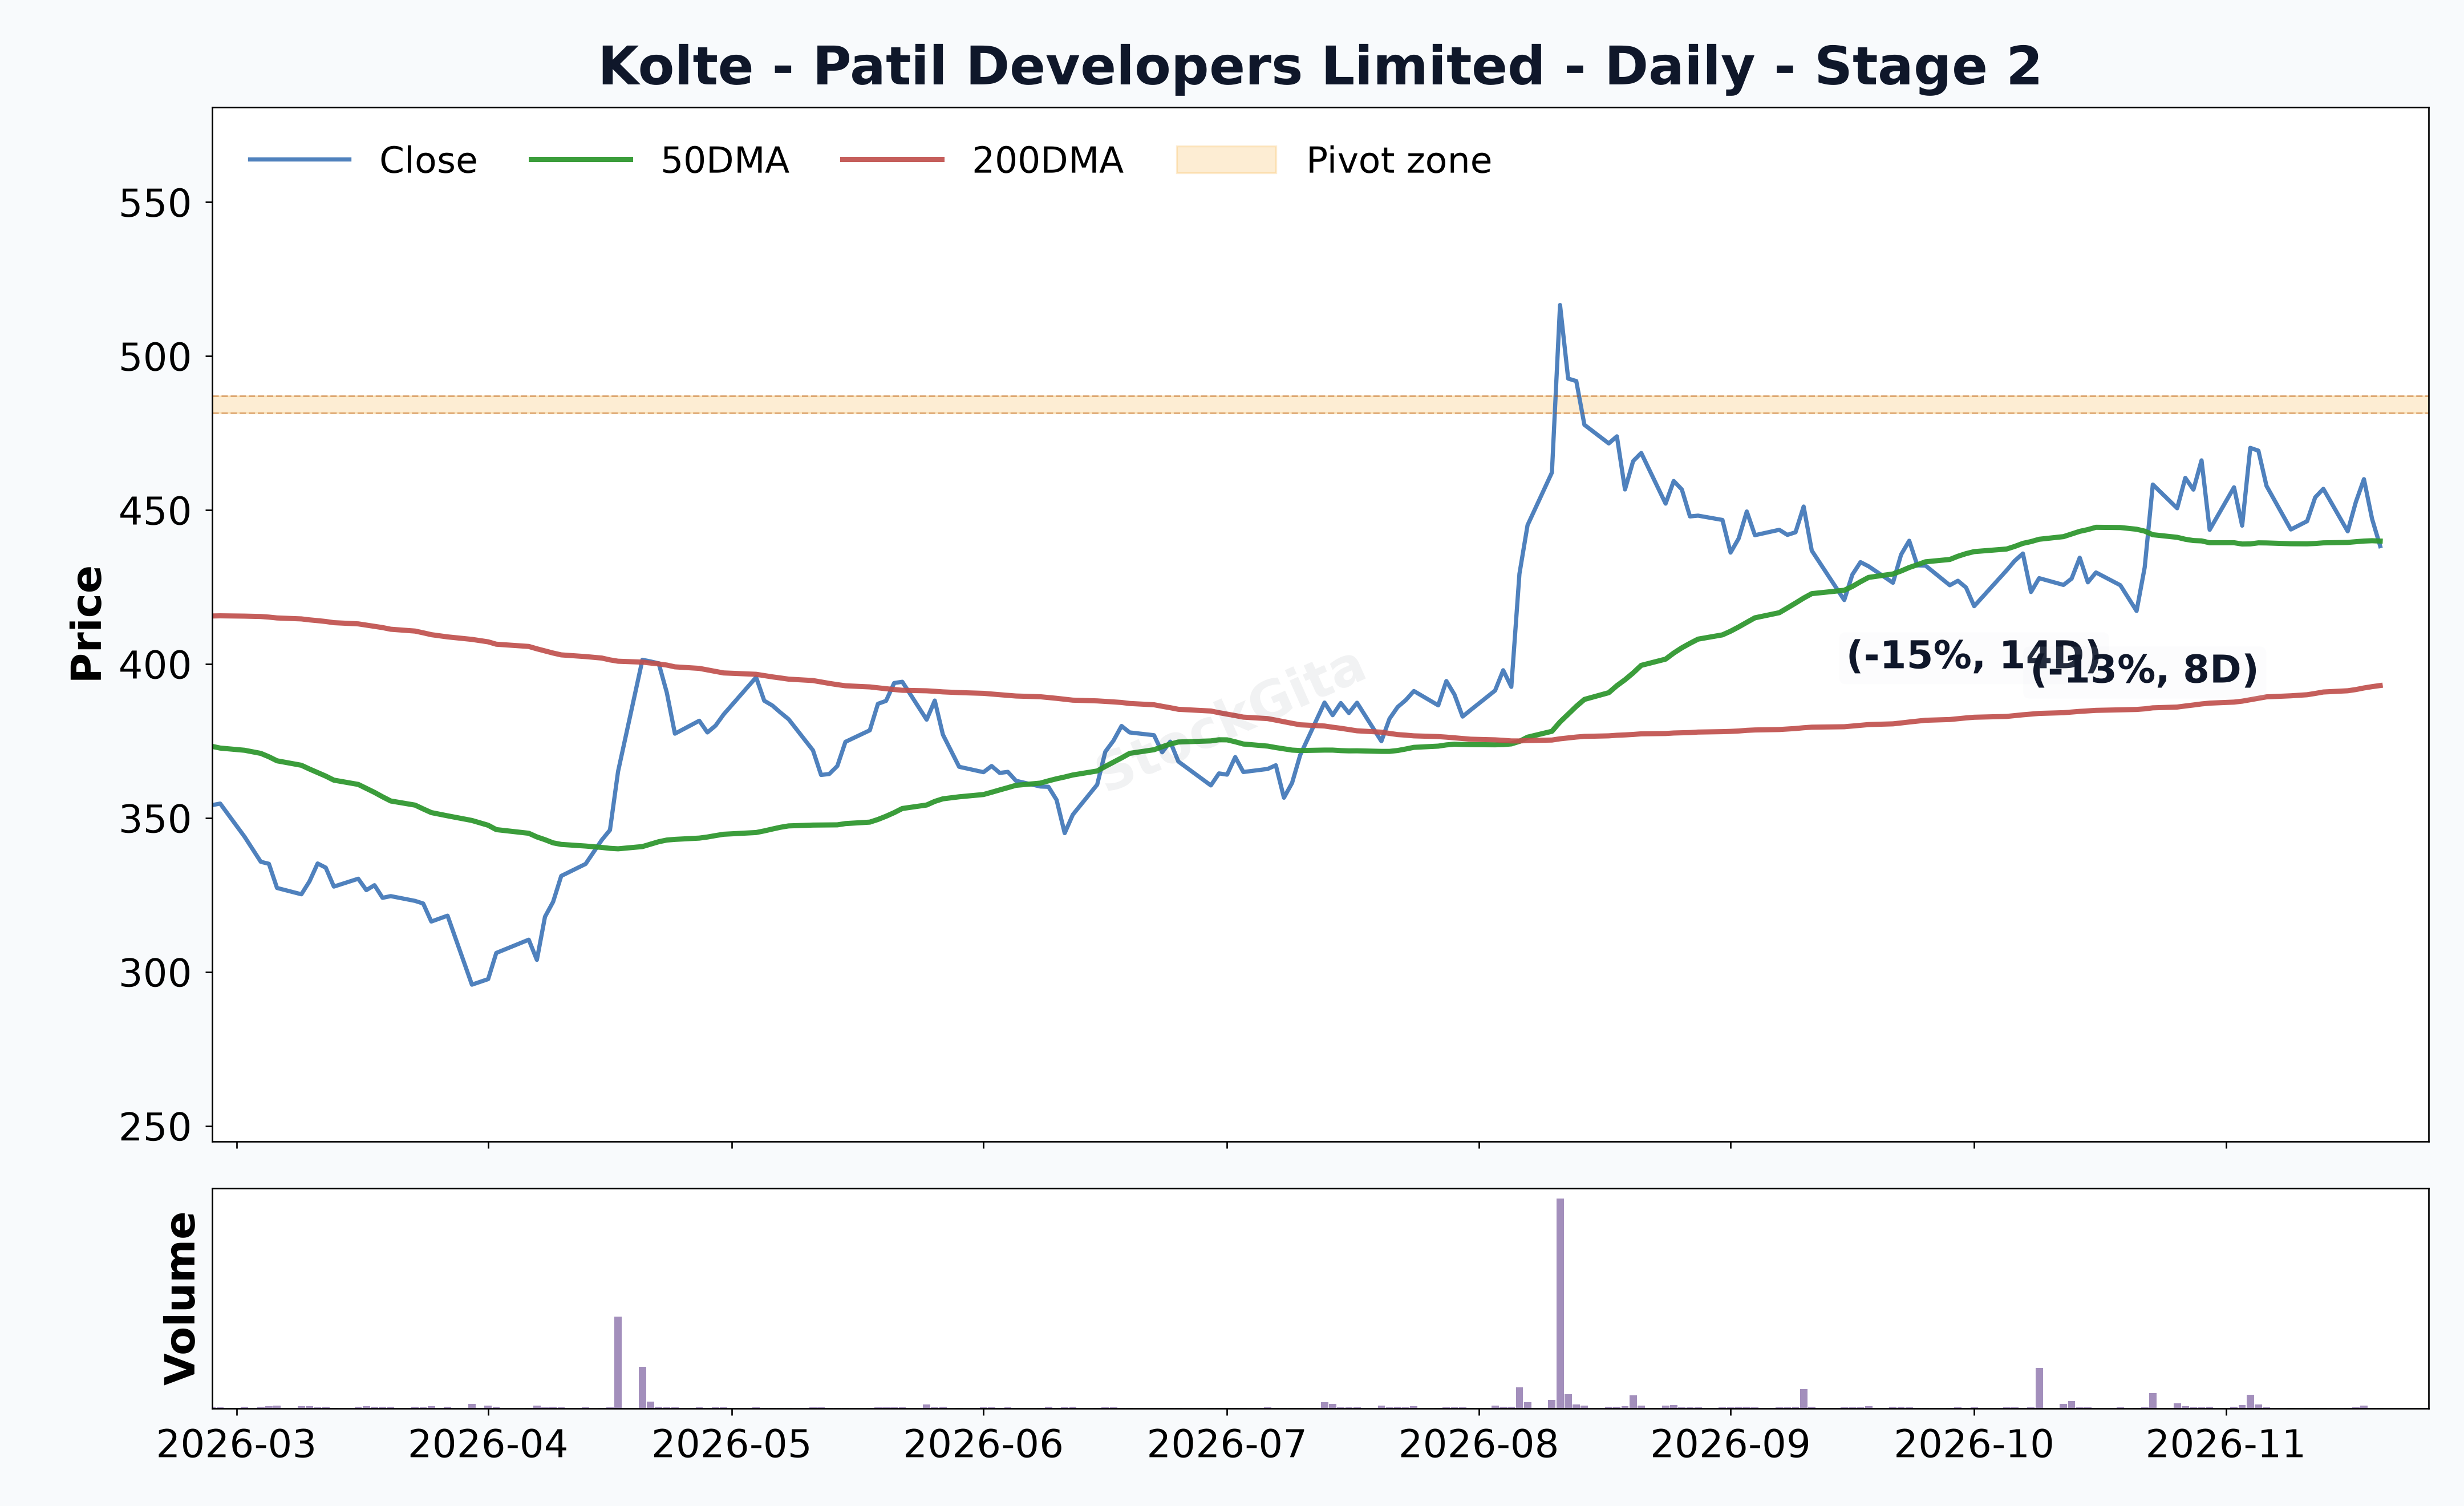 Kolte - Patil Developers Limited - Daily - Stage 2
Close
50DMA
200DMA
Pivot zone
550
500
450
400
350
300
250
Price
(-15%, 14D)
(-13%, 8D)
StockGita
Volume
2026-03
2026-04
2026-05
2026-06
2026-07
2026-08
2026-09
2026-10
2026-11